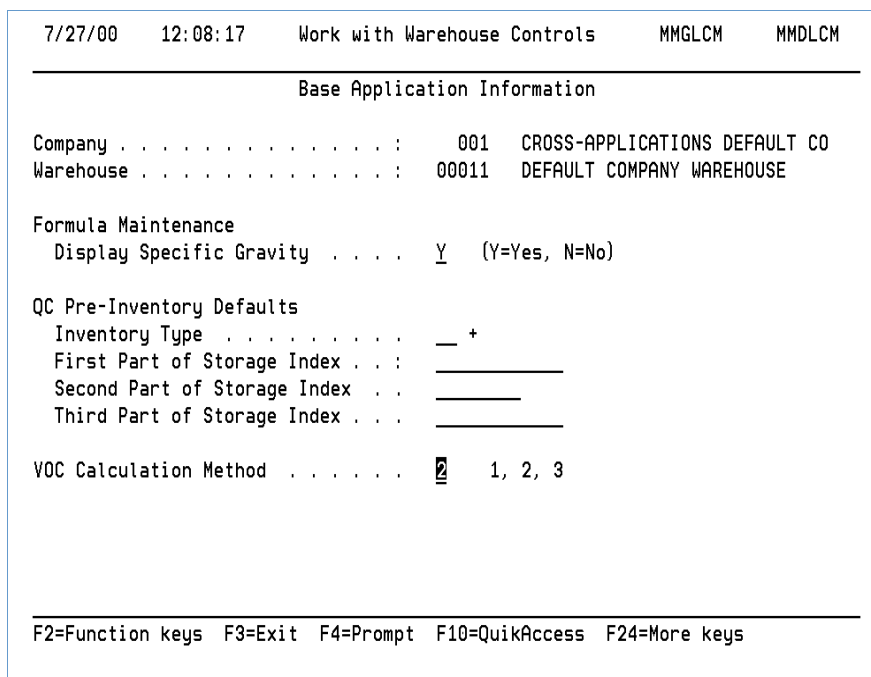 7/27/00 12:08:17 Work with Warehouse Controls MMGLCM MMDLCM
Base Application Information
Company . . . . . . . . . . . . . : 001 CROSS-APPLICATIONS DEFAULT CO
Warehouse . . . . . . . . . . . . : 00011 DEFAULT COMPANY WAREHOUSE
Formula Maintenance
Display Specific Gravity . . . . Y (Y=Yes, N=No)
QC Pre-Inventory Defaults
Inventory Type . . . . . . . . . __ +
First Part of Storage Index . . : ____________
Second Part of Storage Index . . ________
Third Part of Storage Index . . . ____________
VOC Calculation Method . . . . . . 2 1, 2, 3
F2=Function keys F3=Exit F4=Prompt F10=QuikAccess F24=More keys